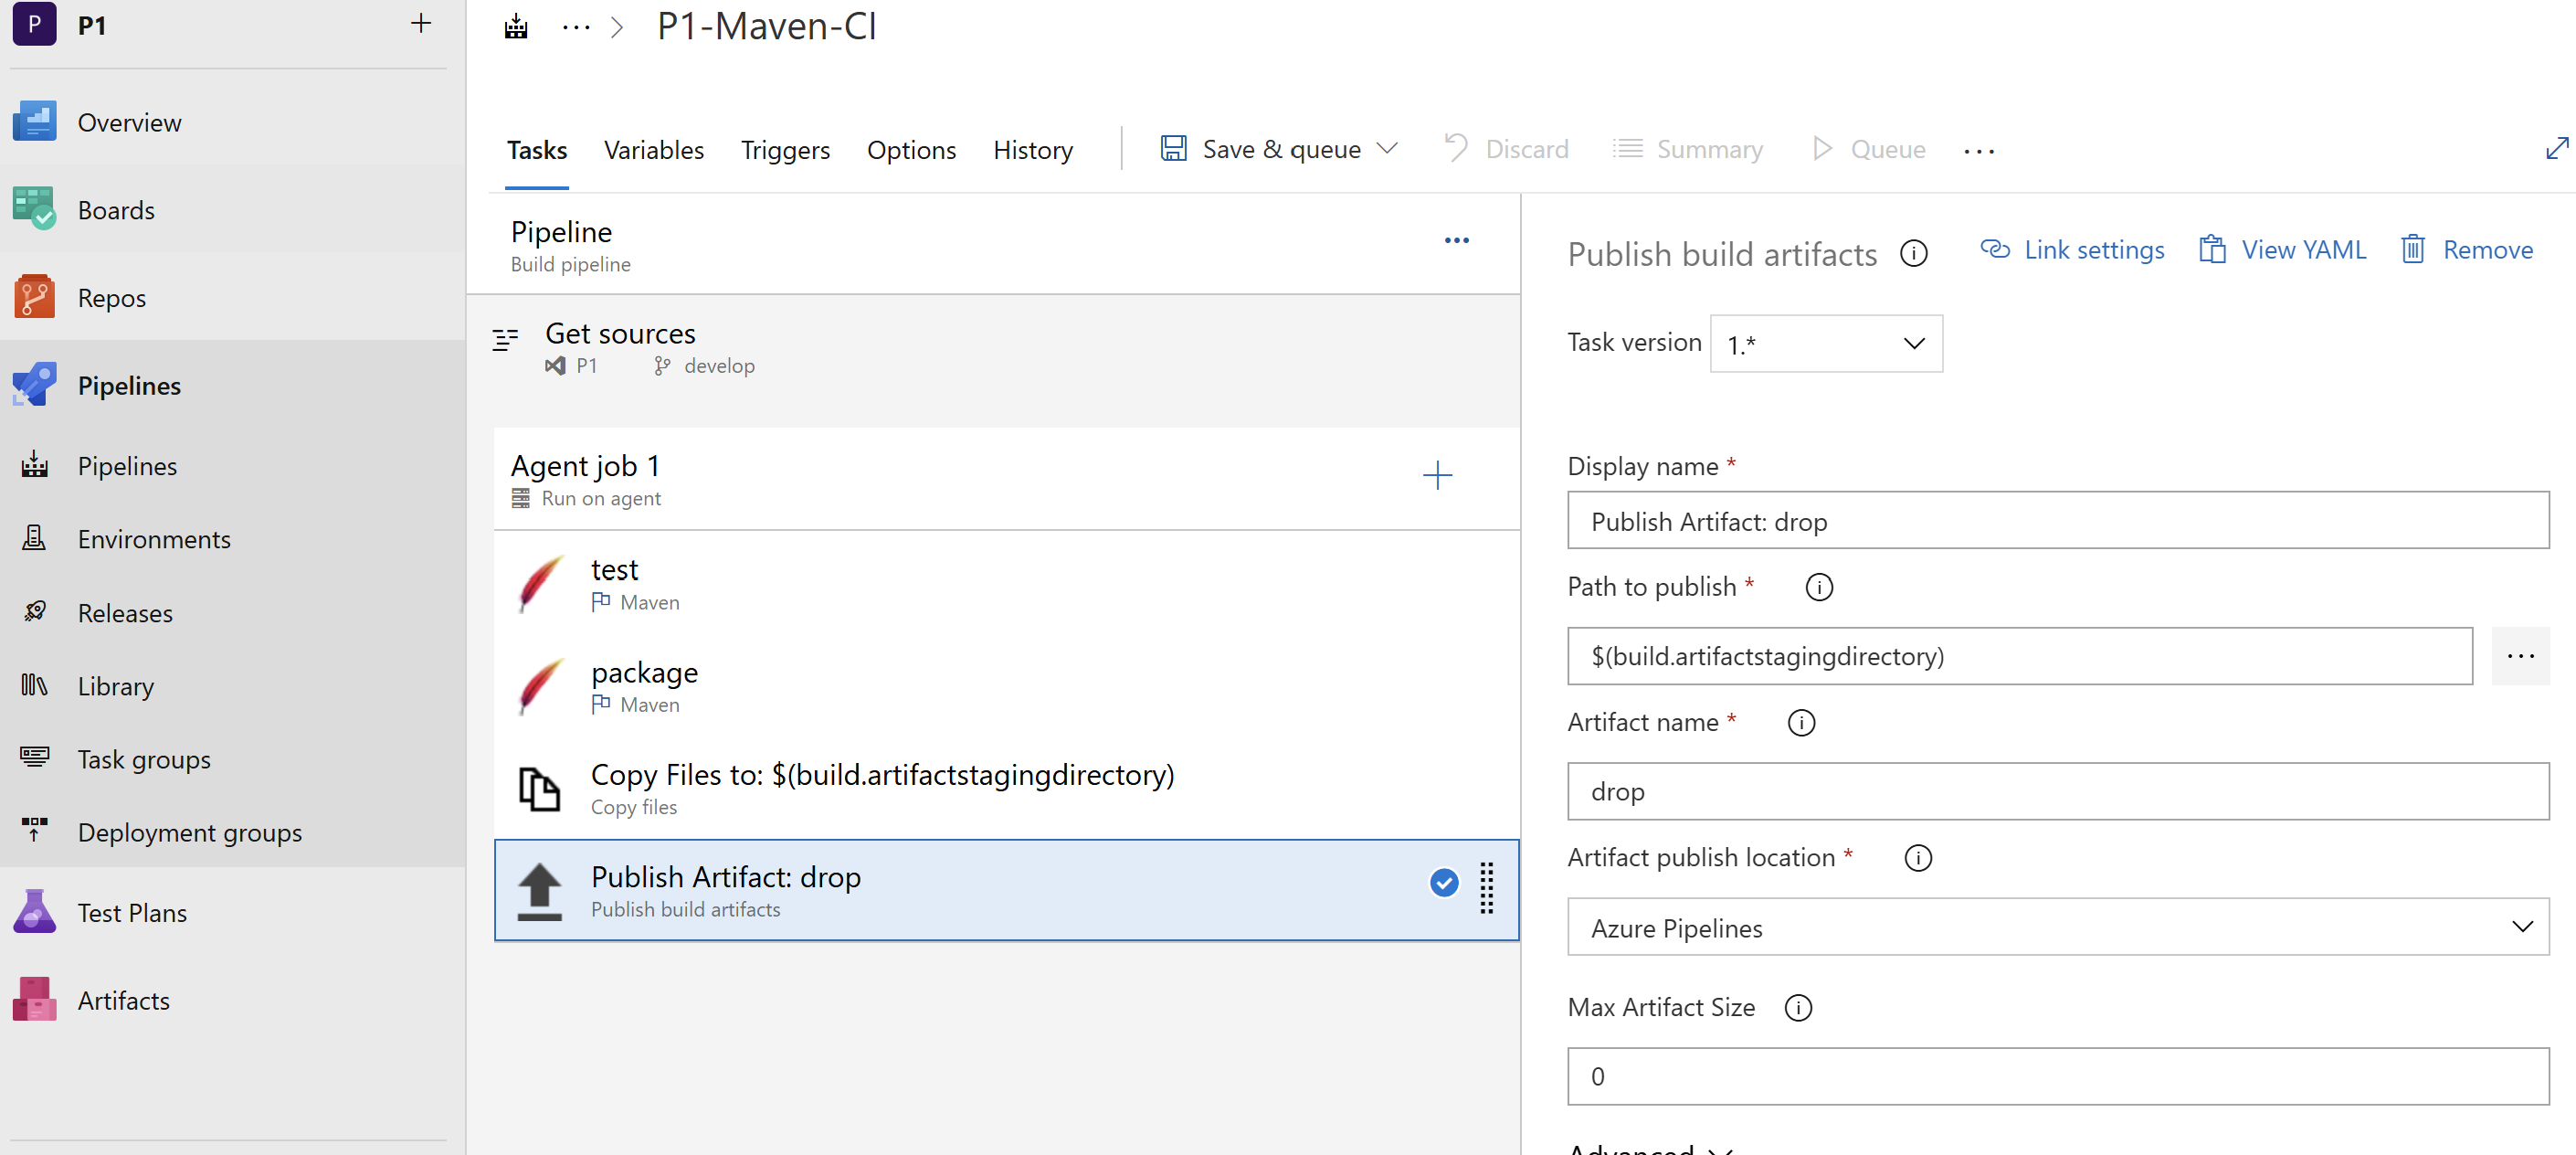 P P1 +
Overview
Boards
Repos
Pipelines
Pipelines
Environments
Releases
Library
Task groups
Deployment groups
Test Plans
Artifacts
··· > P1-Maven-CI
Tasks Variables Triggers Options History Save & queue Discard Summary Queue ···
Pipeline
Build pipeline
Get sources
P1 develop
Agent job 1
Run on agent
test
Maven
package
Maven
Copy Files to: $(build.artifactstagingdirectory)
Copy files
Publish Artifact: drop
Publish build artifacts
Publish build artifacts Link settings View YAML Remove
Task version 1.*
Display name *
Publish Artifact: drop
Path to publish *
$(build.artifactstagingdirectory)
Artifact name *
drop
Artifact publish location *
Azure Pipelines
Max Artifact Size
0
Advanced